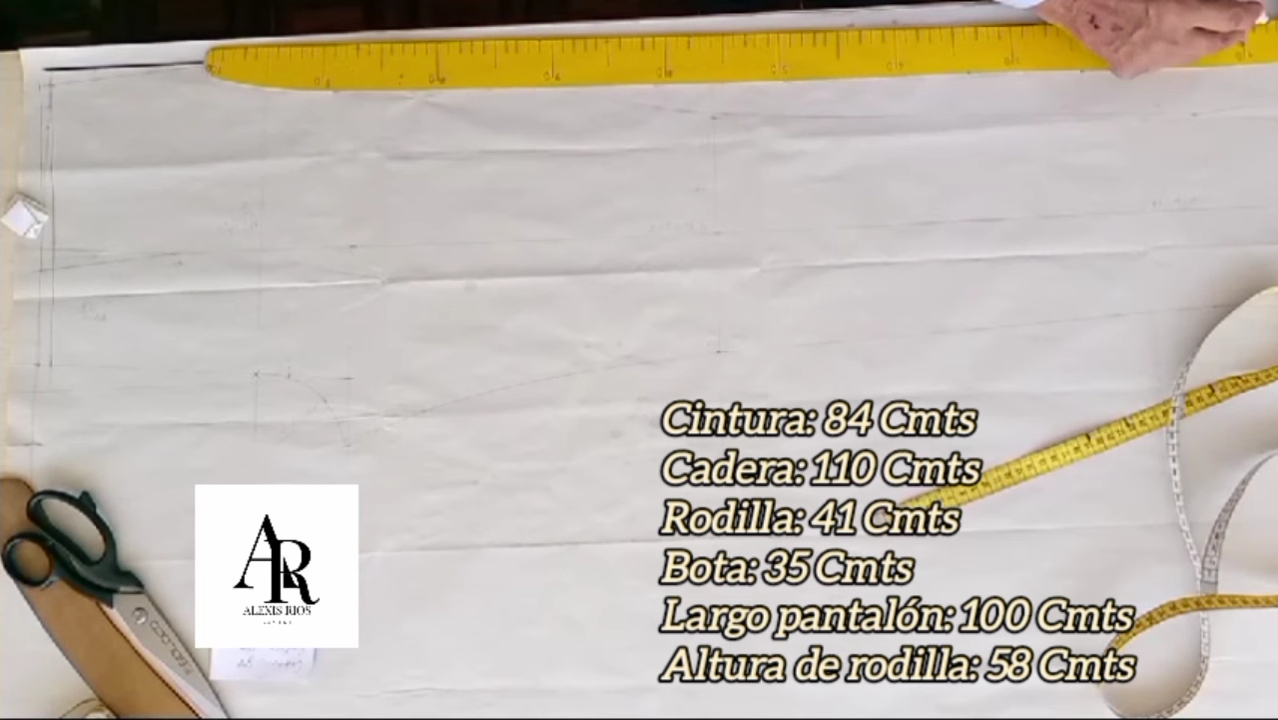 Cintura: 84 Cmts
Cadera: 110 Cmts
Rodilla: 41 Cmts
Bota: 35 Cmts
Largo pantalón: 100 Cmts
Altura de rodilla: 58 Cmts
AR
ALEXIS RIOS